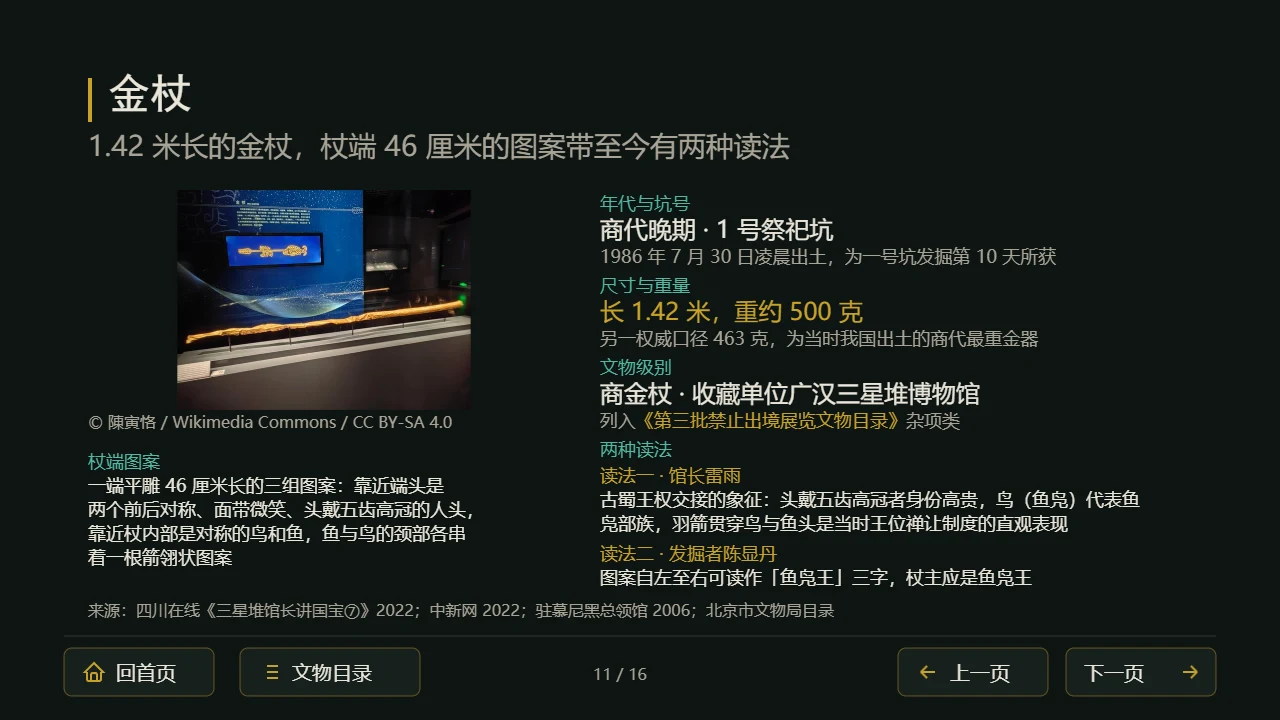 金杖
1.42 米长的金杖，杖端 46 厘米的图案带至今有两种读法
© 陳寅恪 / Wikimedia Commons / CC BY-SA 4.0
杖端图案
一端平雕 46 厘米长的三组图案：靠近端头是
两个前后对称、面带微笑、头戴五齿高冠的人头，
靠近杖内部是对称的鸟和鱼，鱼与鸟的颈部各串
着一根箭翎状图案
年代与坑号
商代晚期 · 1 号祭祀坑
1986 年 7 月 30 日凌晨出土，为一号坑发掘第 10 天所获
尺寸与重量
长 1.42 米，重约 500 克
另一权威口径 463 克，为当时我国出土的商代最重金器
文物级别
商金杖 · 收藏单位广汉三星堆博物馆
列入《第三批禁止出境展览文物目录》杂项类
两种读法
读法一 · 馆长雷雨
古蜀王权交接的象征：头戴五齿高冠者身份高贵，鸟（鱼凫）代表鱼
凫部族，羽箭贯穿鸟与鱼头是当时王位禅让制度的直观表现
读法二 · 发掘者陈显丹
图案自左至右可读作「鱼凫王」三字，杖主应是鱼凫王
来源：四川在线《三星堆馆长讲国宝⑦》2022；中新网 2022；驻慕尼黑总领馆 2006；北京市文物局目录
回首页
文物目录
11 / 16
上一页
下一页